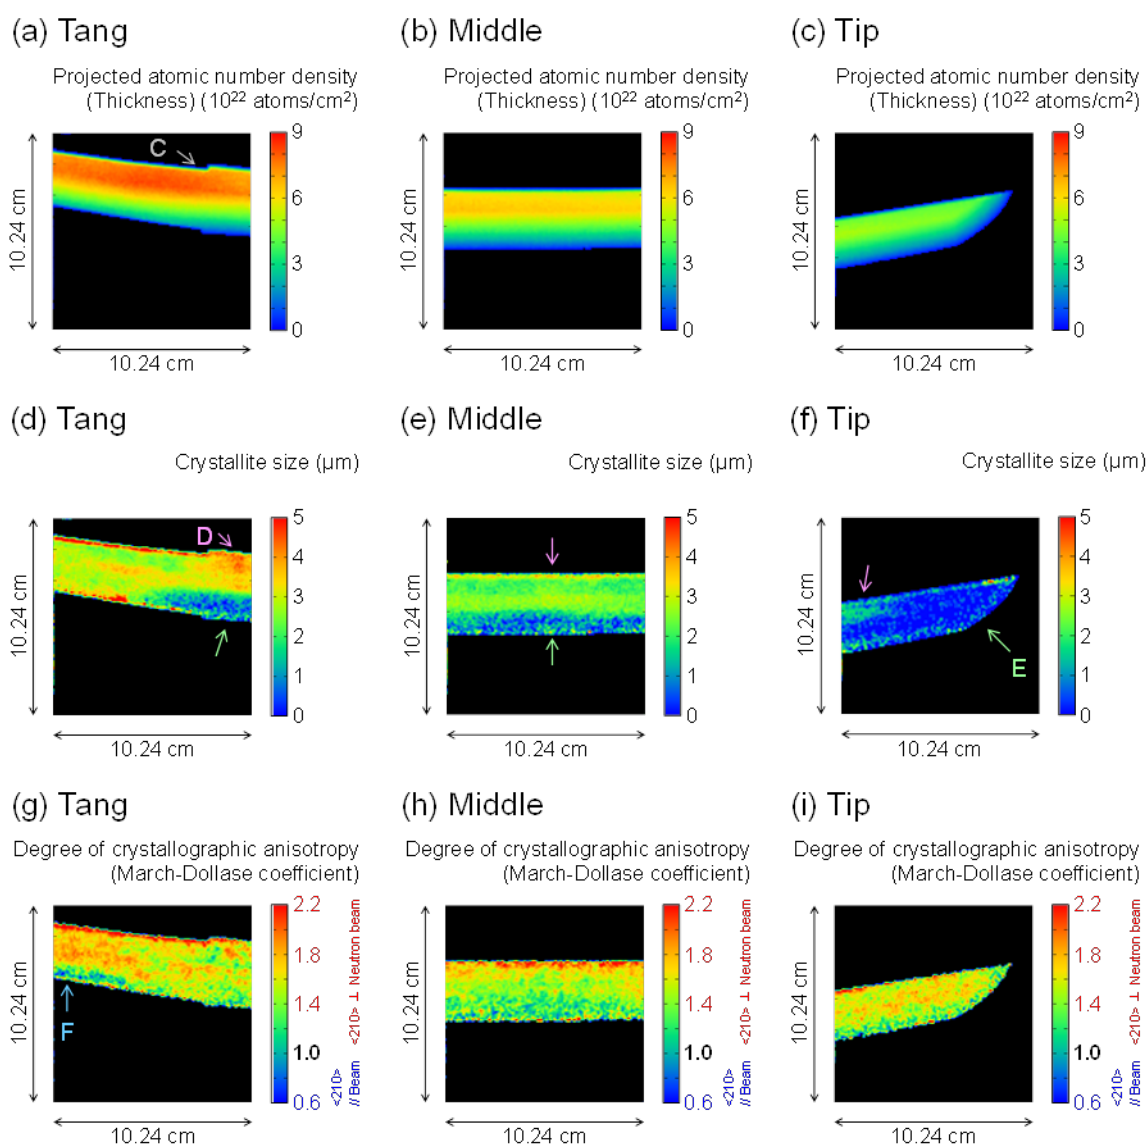 (a) Tang
Projected atomic number density
(Thickness) (10²² atoms/cm²)
C
9
6
3
0
10.24 cm
10.24 cm
(b) Middle
Projected atomic number density
(Thickness) (10²² atoms/cm²)
9
6
3
0
10.24 cm
10.24 cm
(c) Tip
Projected atomic number density
(Thickness) (10²² atoms/cm²)
9
6
3
0
10.24 cm
10.24 cm
(d) Tang
Crystallite size (μm)
D
5
4
3
2
1
0
10.24 cm
10.24 cm
(e) Middle
Crystallite size (μm)
5
4
3
2
1
0
10.24 cm
10.24 cm
(f) Tip
Crystallite size (μm)
E
5
4
3
2
1
0
10.24 cm
10.24 cm
(g) Tang
Degree of crystallographic anisotropy
(March-Dollase coefficient)
F
2.2
1.8
1.4
1.0
0.6
<210> ⊥ Neutron beam
<210>
// Beam
10.24 cm
10.24 cm
(h) Middle
Degree of crystallographic anisotropy
(March-Dollase coefficient)
2.2
1.8
1.4
1.0
0.6
<210> ⊥ Neutron beam
<210>
// Beam
10.24 cm
10.24 cm
(i) Tip
Degree of crystallographic anisotropy
(March-Dollase coefficient)
2.2
1.8
1.4
1.0
0.6
<210> ⊥ Neutron beam
<210>
// Beam
10.24 cm
10.24 cm